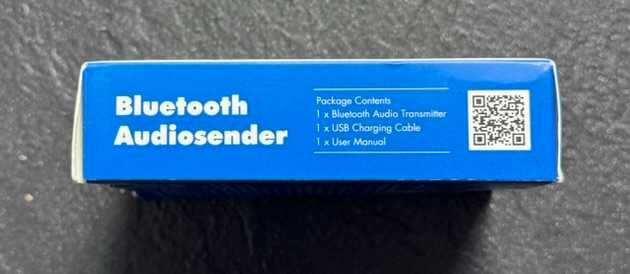 Bluetooth
Audiosender
Package Contents
1 x Bluetooth Audio Transmitter
1 x USB Charging Cable
1 x User Manual